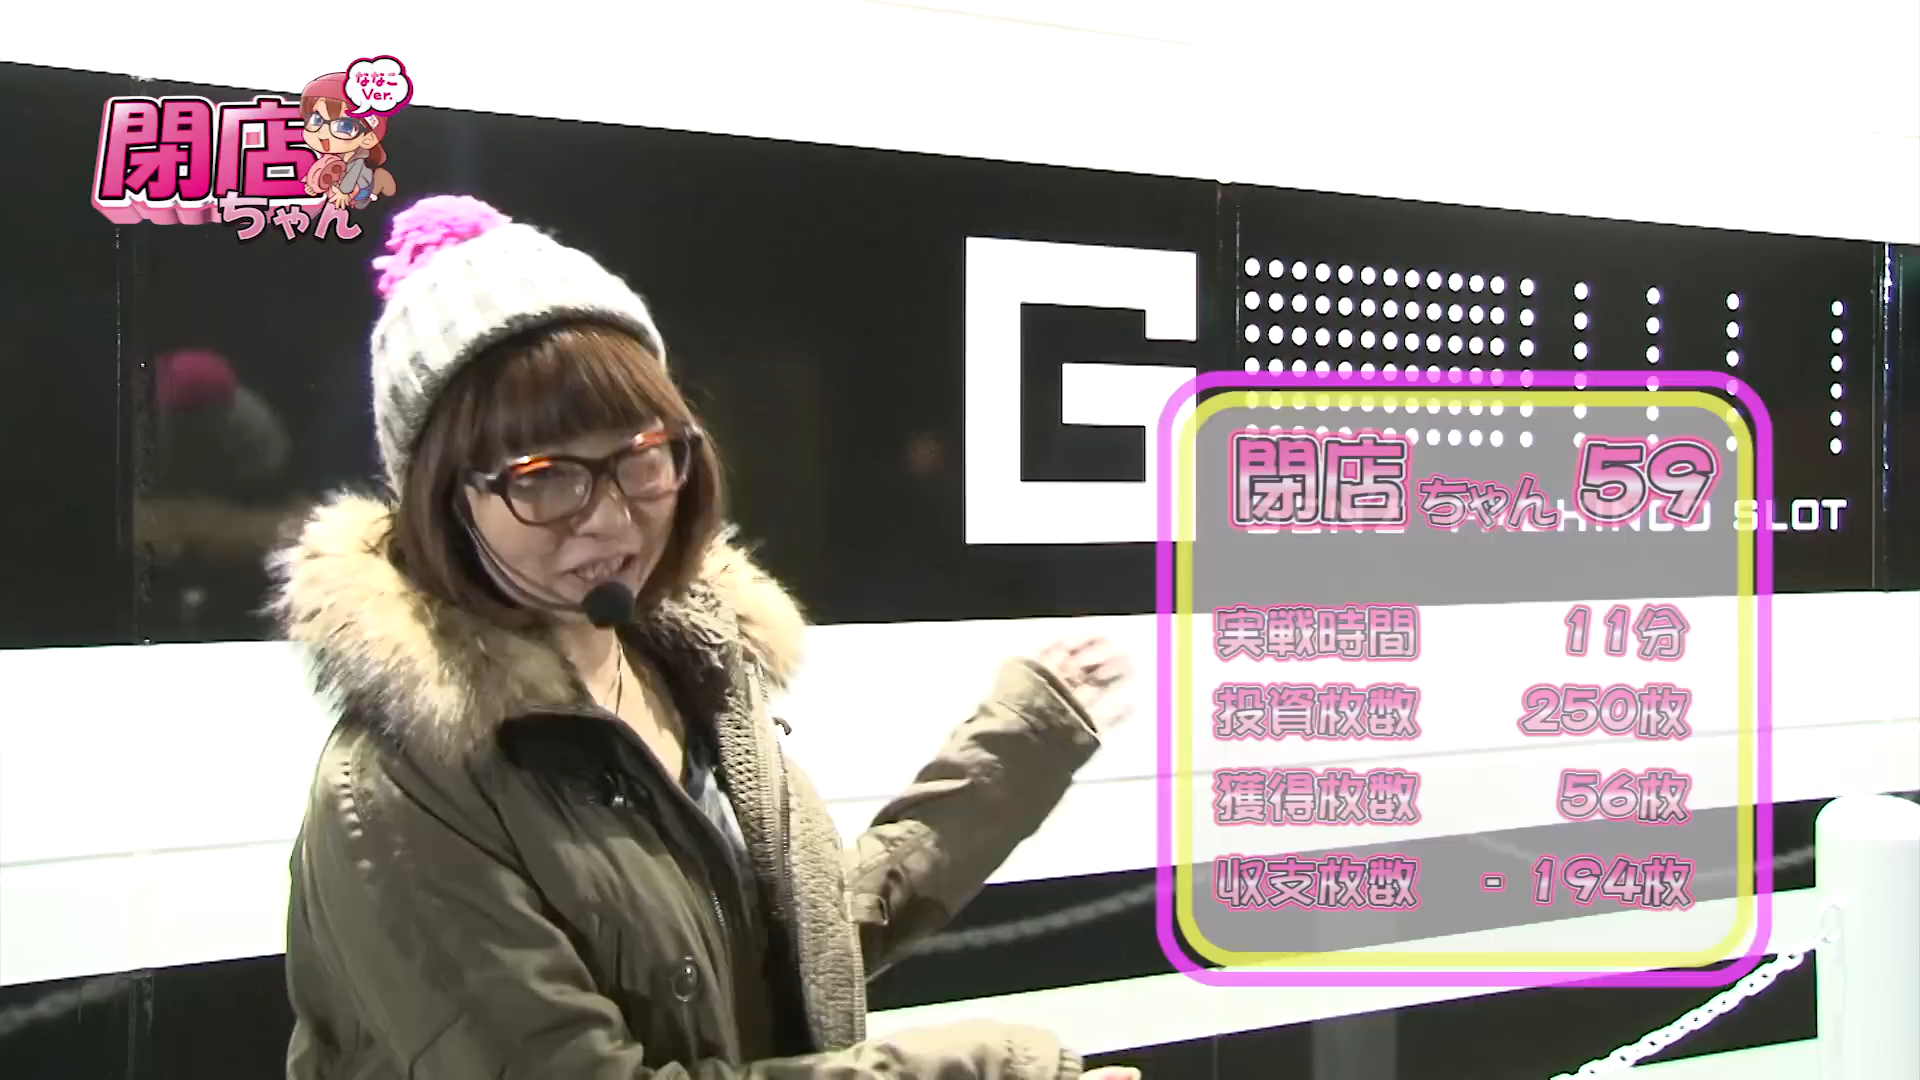 閉店
ちゃん
ななこ
Ver.
G
SLOT
閉店ちゃん 59
実戦時間 11分
投資枚数 250枚
獲得枚数 56枚
収支枚数 - 194枚